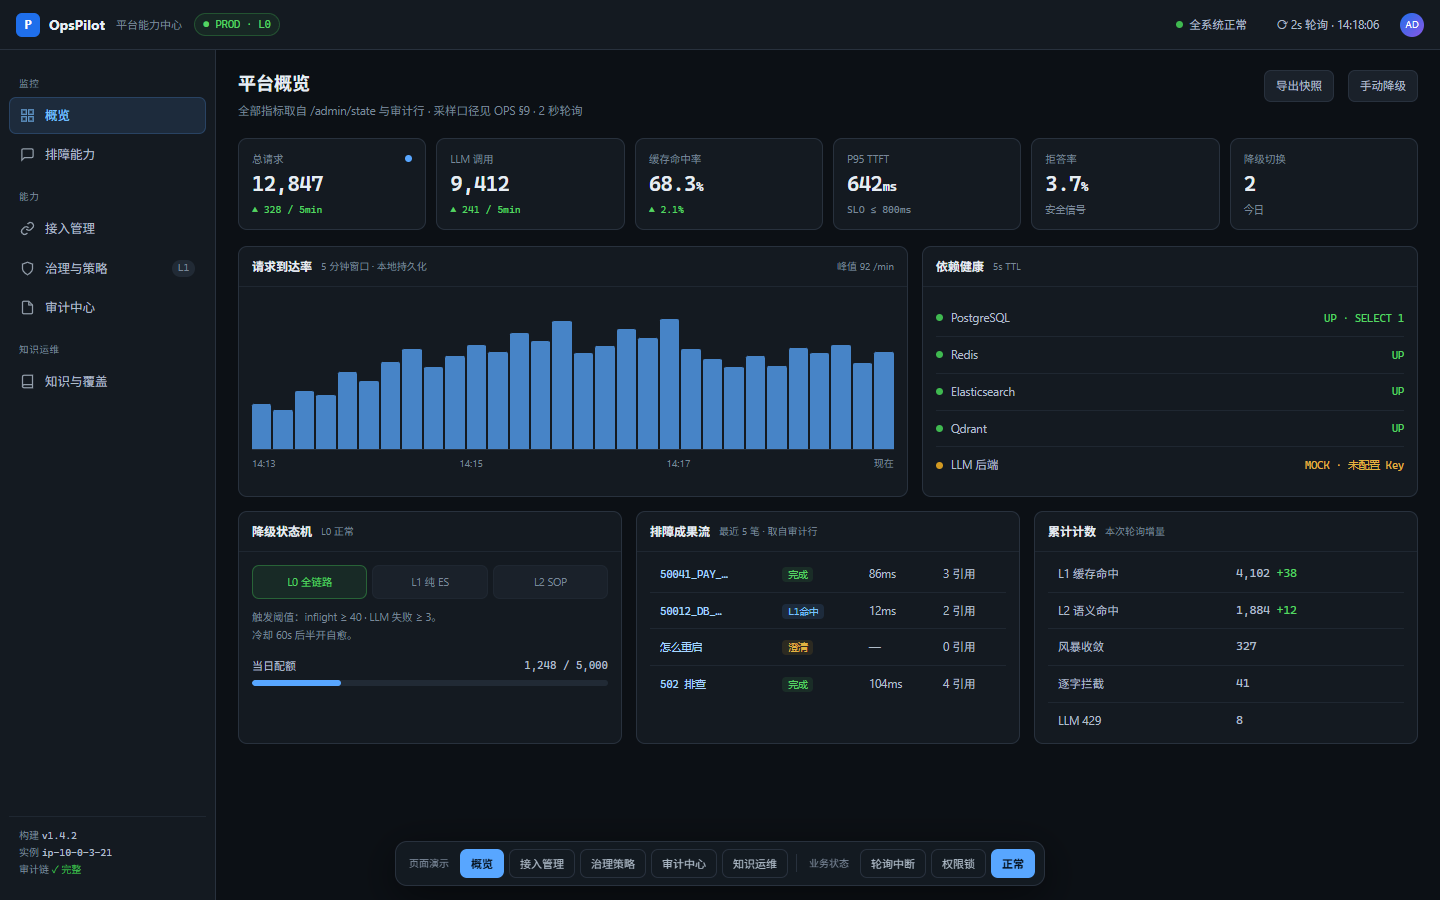 P OpsPilot 平台能力中心 PROD · L0 全系统正常 2s 轮询 · 14:18:06 AD
监控
概览
排障能力
能力
接入管理
治理与策略 L1
审计中心
知识运维
知识与覆盖
构建 v1.4.2
实例 ip-10-0-3-21
审计链 ✓ 完整
平台概览
全部指标取自 /admin/state 与审计行 · 采样口径见 OPS §9 · 2 秒轮询
导出快照 手动降级
总请求
12,847
▲ 328 / 5min
LLM 调用
9,412
▲ 241 / 5min
缓存命中率
68.3%
▲ 2.1%
P95 TTFT
642ms
SLO ≤ 800ms
拒答率
3.7%
安全信号
降级切换
2
今日
请求到达率 5 分钟窗口 · 本地持久化 峰值 92 /min
14:13 14:15 14:17 现在
依赖健康 5s TTL
PostgreSQL UP · SELECT 1
Redis UP
Elasticsearch UP
Qdrant UP
LLM 后端 MOCK · 未配置 Key
降级状态机 L0 正常
L0 全链路 L1 纯 ES L2 SOP
触发阈值：inflight ≥ 40 · LLM 失败 ≥ 3。
冷却 60s 后半开自愈。
当日配额 1,248 / 5,000
排障成果流 最近 5 笔 · 取自审计行
50041_PAY_… 完成 86ms 3 引用
50012_DB_… L1命中 12ms 2 引用
怎么重启 澄清 — 0 引用
502 排查 完成 104ms 4 引用
累计计数 本次轮询增量
L1 缓存命中 4,102 +38
L2 语义命中 1,884 +12
风暴收敛 327
逐字拦截 41
LLM 429 8
页面演示 概览 接入管理 治理策略 审计中心 知识运维 业务状态 轮询中断 权限锁 正常